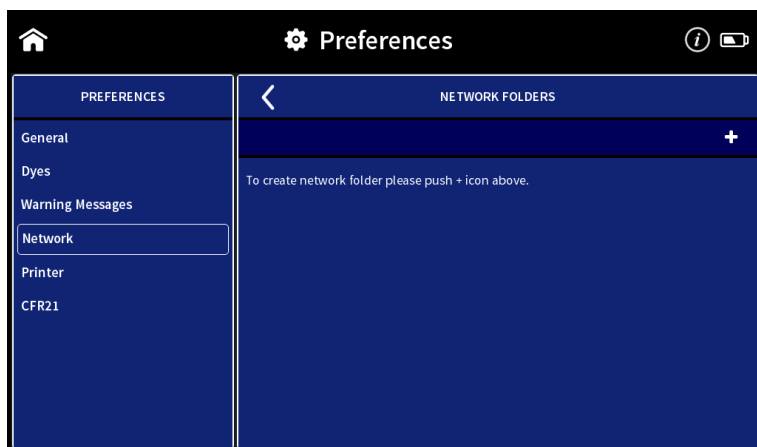 Preferences
PREFERENCES
General
Dyes
Warning Messages
Network
Printer
CFR21
NETWORK FOLDERS
+
To create network folder please push + icon above.